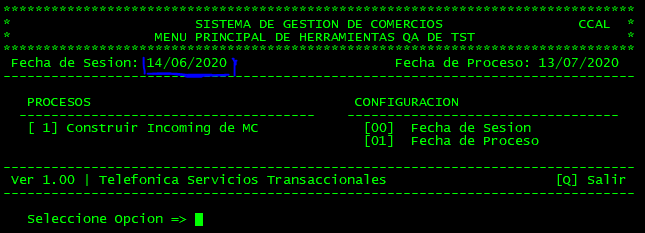 ****************************************************************
* SISTEMA DE GESTION DE COMERCIOS CCAL *
* MENU PRINCIPAL DE HERRAMIENTAS QA DE TST *
****************************************************************
Fecha de Sesion: 14/06/2020 Fecha de Proceso: 13/07/2020
----------------------------------------------------------------
PROCESOS CONFIGURACION
------------------------------ --------------------------
[ 1] Construir Incoming de MC [00] Fecha de Sesion
[01] Fecha de Proceso
----------------------------------------------------------------
Ver 1.00 | Telefonica Servicios Transaccionales [Q] Salir
----------------------------------------------------------------
Seleccione Opcion =>